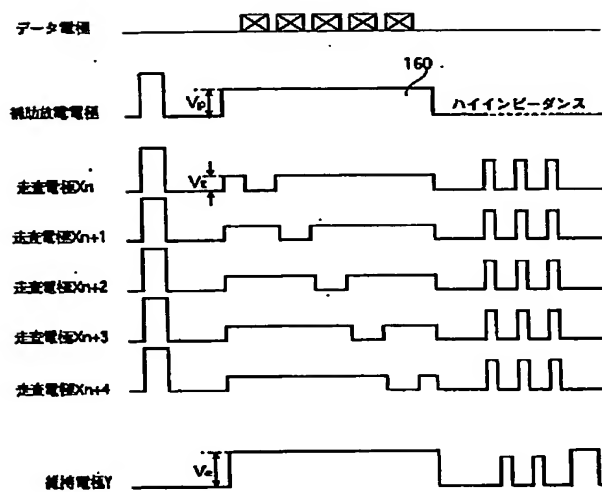 データ電極
160
Vp
補助放電電極
ハイインピーダンス
Vt
走査電極Xn
走査電極Xn+1
走査電極Xn+2
走査電極Xn+3
走査電極Xn+4
Ve
維持電極Y